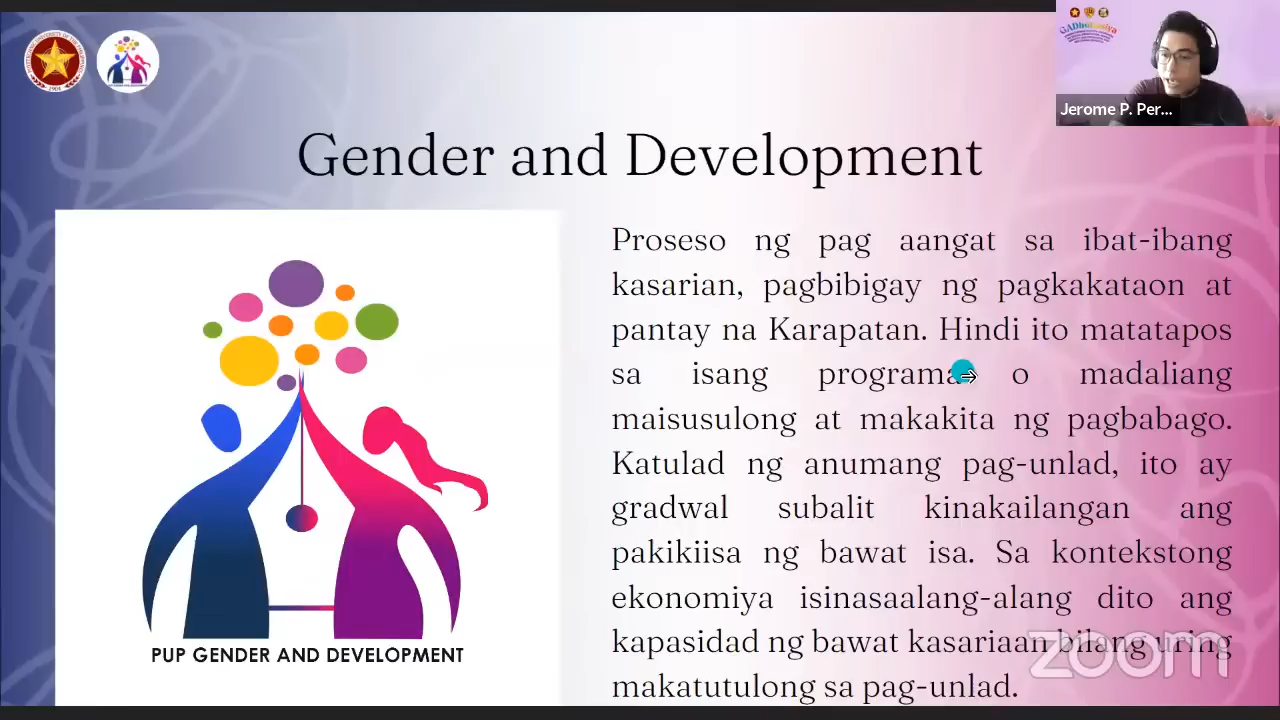 GADbotasiya
Jerome P. Per...
Gender and Development
Proseso ng pag aangat sa ibat-ibang
kasarian, pagbibigay ng pagkakataon at
pantay na Karapatan. Hindi ito matatapos
sa isang programa o madaliang
maisusulong at makakita ng pagbabago.
Katulad ng anumang pag-unlad, ito ay
gradwal subalit kinakailangan ang
pakikiisa ng bawat isa. Sa kontekstong
ekonomiya isinasaalang-alang dito ang
kapasidad ng bawat kasariaan bilang uring
makatutulong sa pag-unlad.
PUP GENDER AND DEVELOPMENT
zoom
1904